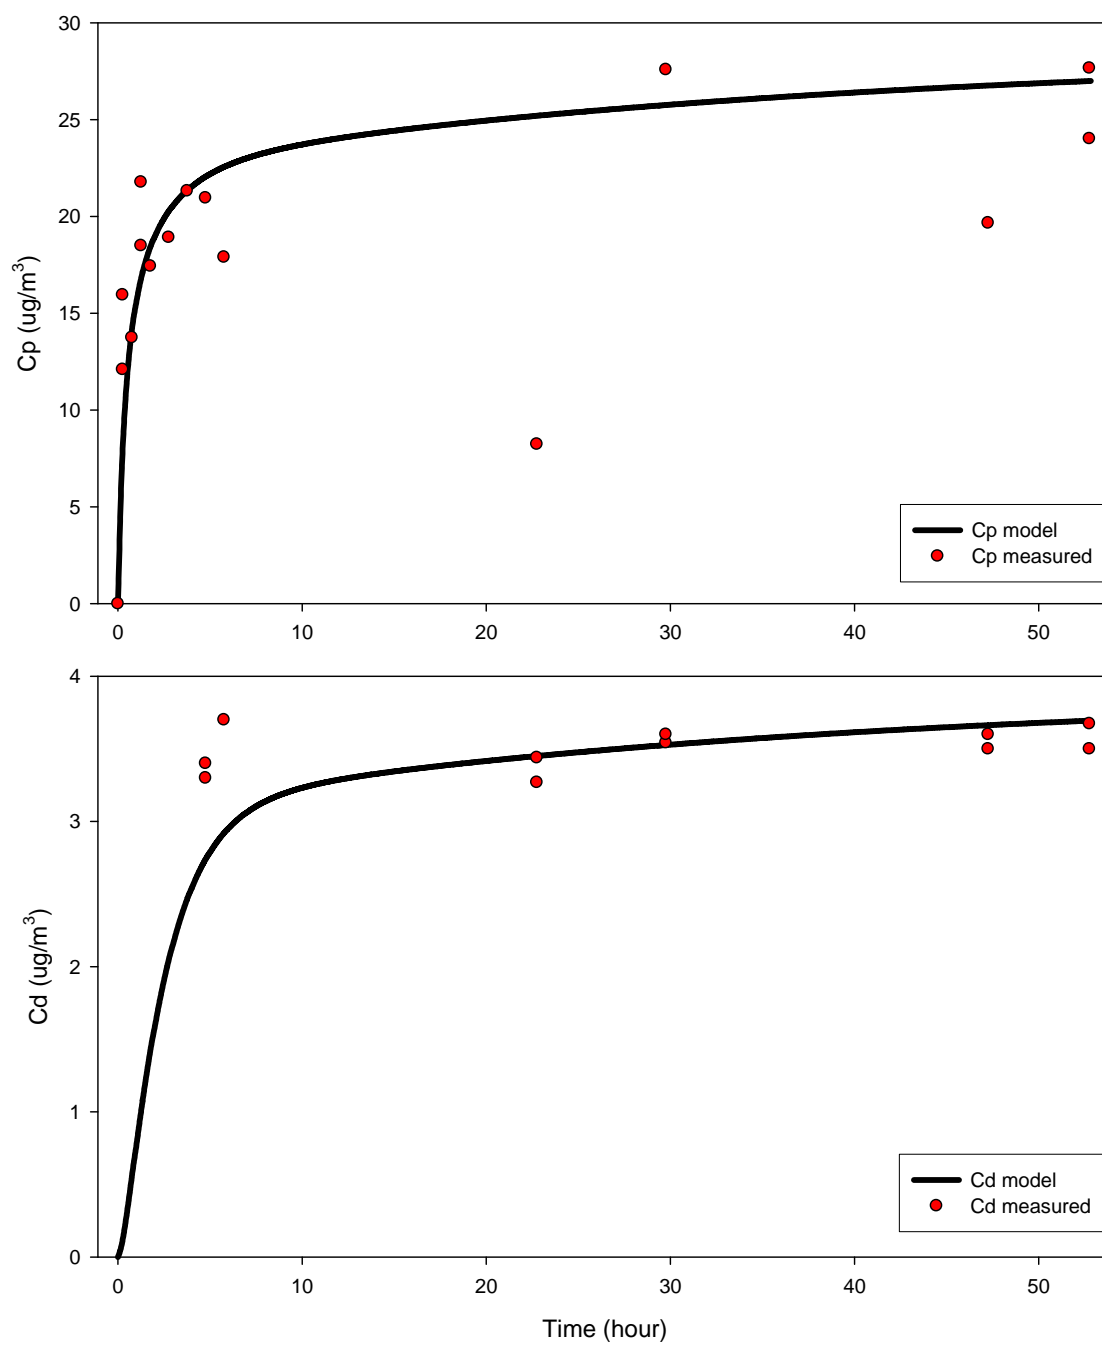 30
25
20
15
10
5
0
Cp (ug/m³)
Cp model
Cp measured
0 10 20 30 40 50
4
3
2
1
0
Cd (ug/m³)
Cd model
Cd measured
0 10 20 30 40 50
Time (hour)